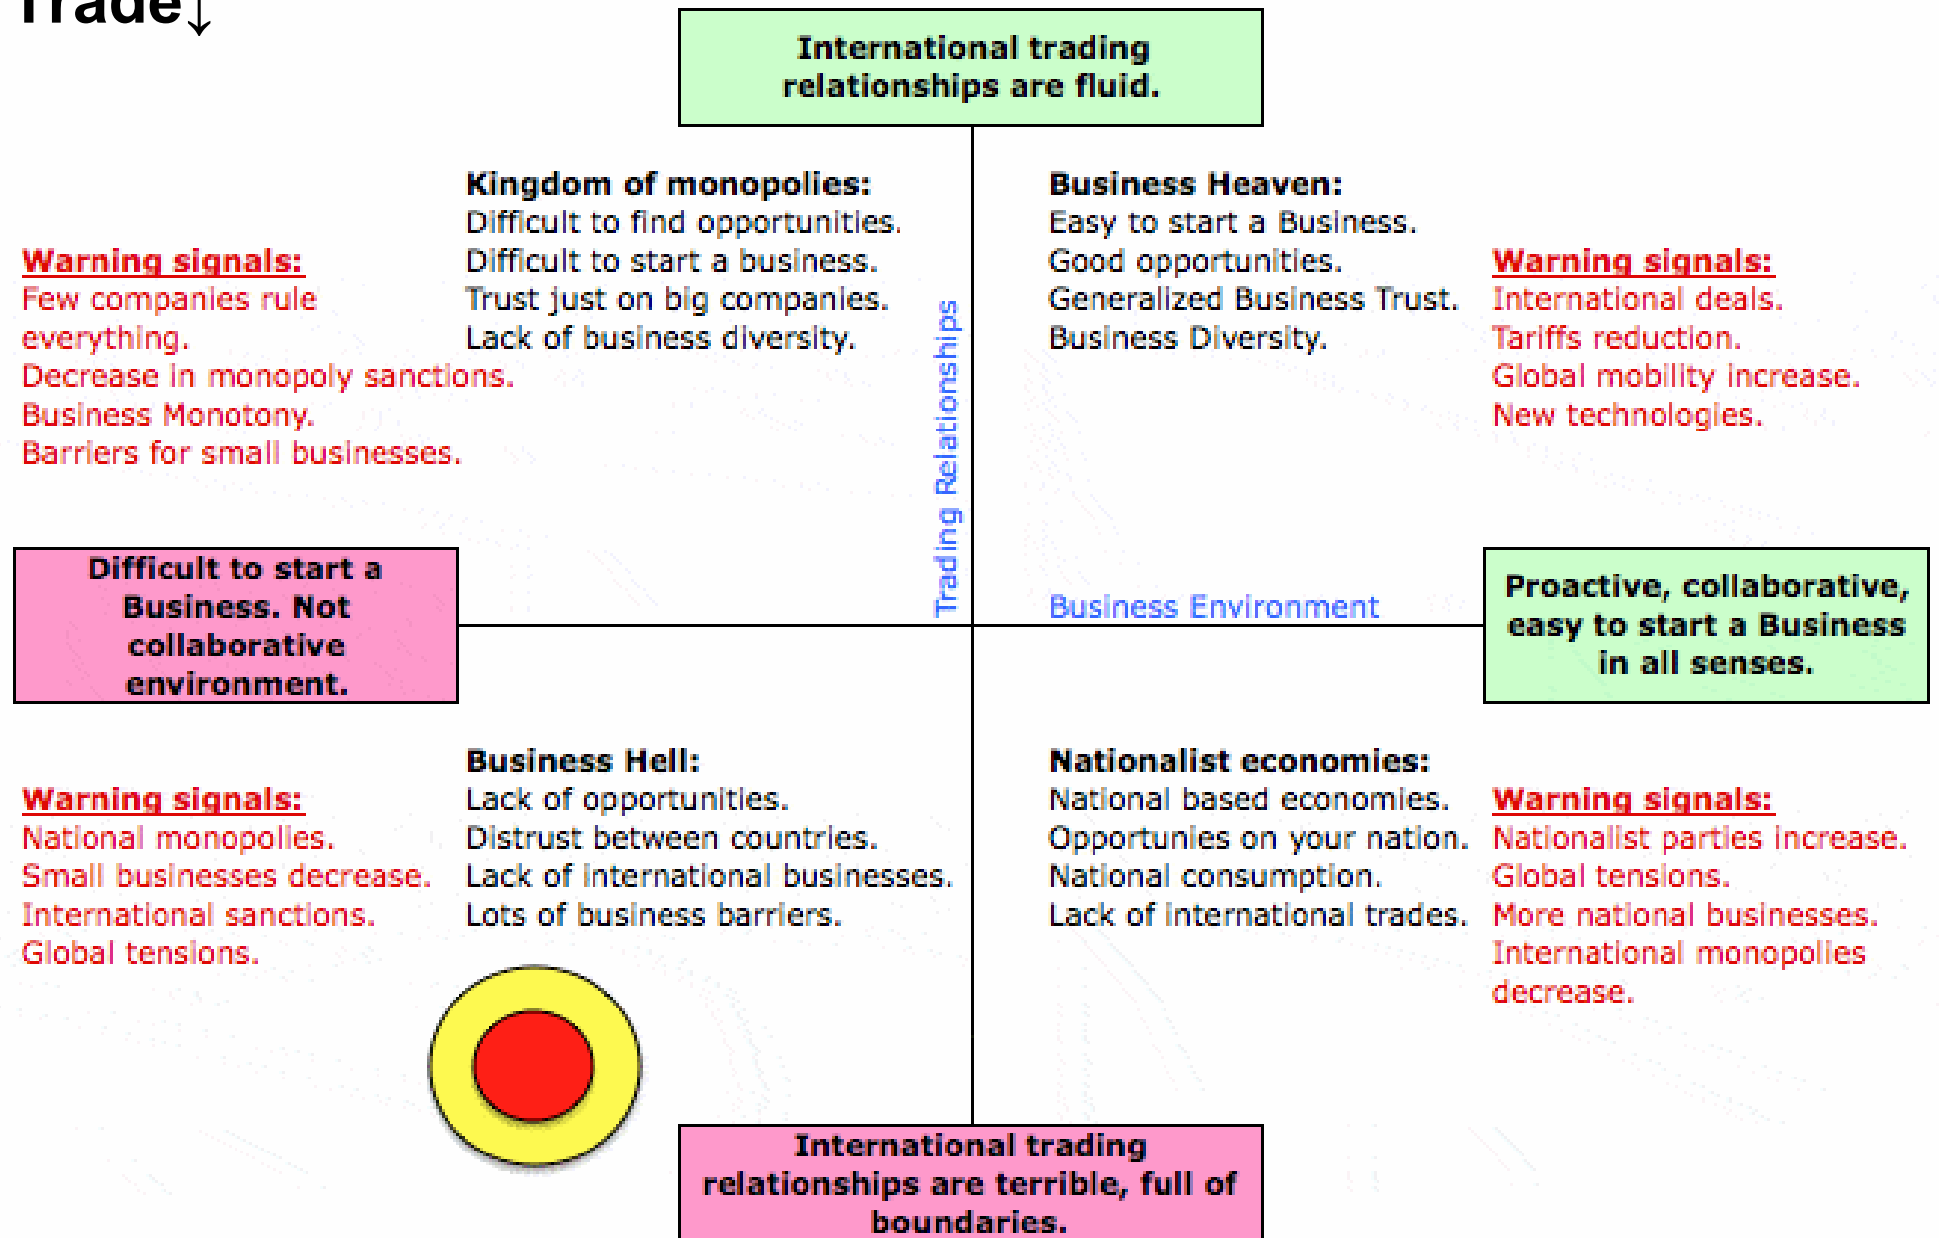 Trade↓
International trading
relationships are fluid.
Kingdom of monopolies:
Difficult to find opportunities.
Difficult to start a business.
Trust just on big companies.
Lack of business diversity.
Business Heaven:
Easy to start a Business.
Good opportunities.
Generalized Business Trust.
Business Diversity.
Warning signals:
Few companies rule
everything.
Decrease in monopoly sanctions.
Business Monotony.
Barriers for small businesses.
Warning signals:
International deals.
Tariffs reduction.
Global mobility increase.
New technologies.
Trading Relationships
Business Environment
Difficult to start a
Business. Not
collaborative
environment.
Proactive, collaborative,
easy to start a Business
in all senses.
Business Hell:
Lack of opportunities.
Distrust between countries.
Lack of international businesses.
Lots of business barriers.
Nationalist economies:
National based economies.
Opportunies on your nation.
National consumption.
Lack of international trades.
Warning signals:
National monopolies.
Small businesses decrease.
International sanctions.
Global tensions.
Warning signals:
Nationalist parties increase.
Global tensions.
More national businesses.
International monopolies
decrease.
International trading
relationships are terrible, full of
boundaries.